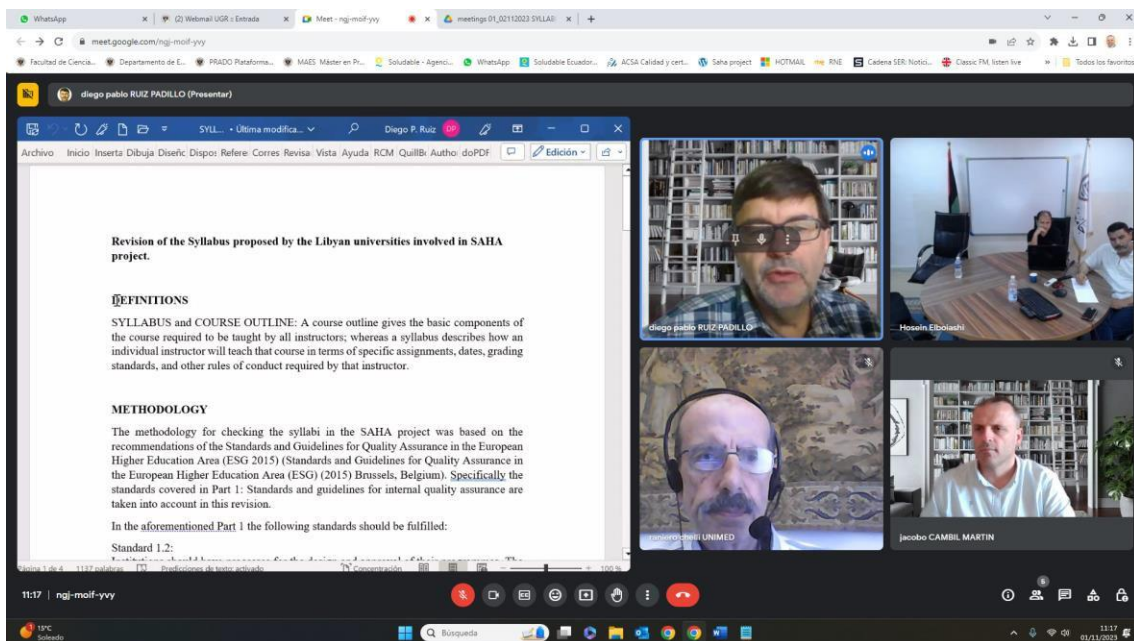 WhatsApp
(2) Webmail UGR :: Entrada
Meet - ngj-moif-yvy
meetings 01_02112023 SYLLAB
meet.google.com/ngj-moif-yvy
Facultad de Ciencia...
Departamento de E...
PRADO Plataforma...
MAES Máster en Pr...
Soludable - Agenci...
WhatsApp
Soludable Ecuador...
ACSA Calidad y cert...
Saha project
HOTMAIL
RNE
Cadena SER: Notici...
Classic FM, listen live
Todos los favoritos
diego pablo RUIZ PADILLO (Presentar)
SYLL... • Última modifica...
Diego P. Ruiz
DP
Archivo Inicio Inserta Dibuja Diseñc Dispo: Refere Corres Revisa Vista Ayuda RCM QuillBo Autho doPDF
Edición
Revision of the Syllabus proposed by the Libyan universities involved in SAHA
project.
DEFINITIONS
SYLLABUS and COURSE OUTLINE: A course outline gives the basic components of
the course required to be taught by all instructors; whereas a syllabus describes how an
individual instructor will teach that course in terms of specific assignments, dates, grading
standards, and other rules of conduct required by that instructor.
METHODOLOGY
The methodology for checking the syllabi in the SAHA project was based on the
recommendations of the Standards and Guidelines for Quality Assurance in the European
Higher Education Area (ESG 2015) (Standards and Guidelines for Quality Assurance in
the European Higher Education Area (ESG) (2015) Brussels, Belgium). Specifically the
standards covered in Part 1: Standards and guidelines for internal quality assurance are
taken into account in this revision.
In the aforementioned Part 1 the following standards should be fulfilled:
Standard 1.2:
Página 1 de 4 1137 palabras Predicciones de texto: activado Concentración 100 %
diego pablo RUIZ PADILLO
Hosein Elboiashi
raniero chelli UNIMED
jacobo CAMBIL MARTIN
11:17 | ngj-moif-yvy
6
1
15°C
Soleado
Búsqueda
11:17
01/11/2023